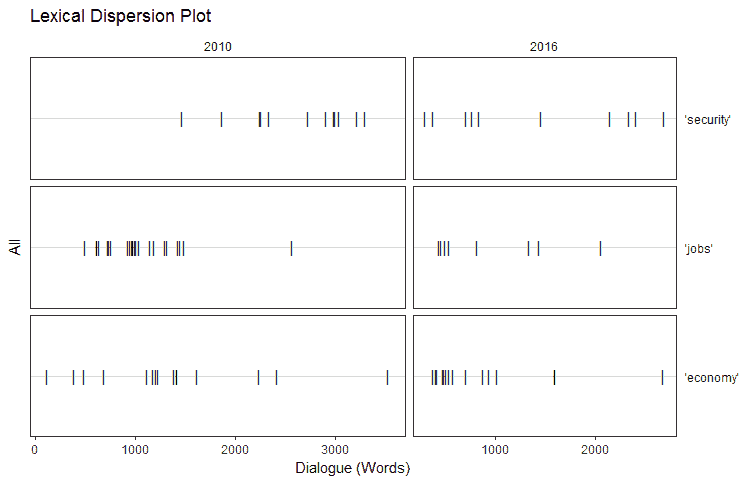 Lexical Dispersion Plot
2010 2016
'security'
All
'jobs'
'economy'
0 1000 2000 3000 1000 2000
Dialogue (Words)